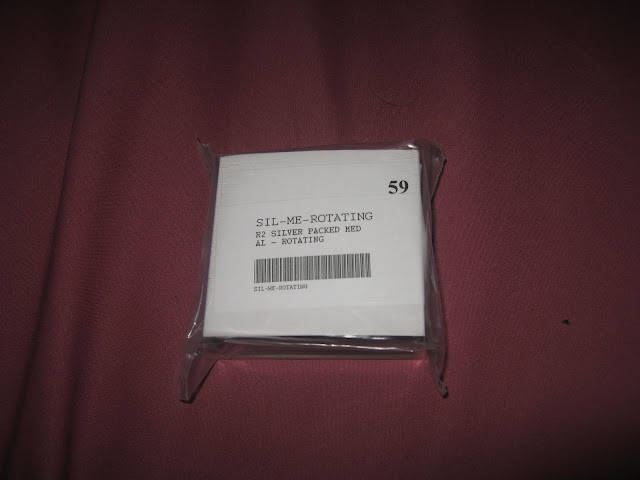 59
SIL-ME-ROTATING
R2 SILVER PACKED MED
AL - ROTATING
SIL-ME-ROTATING